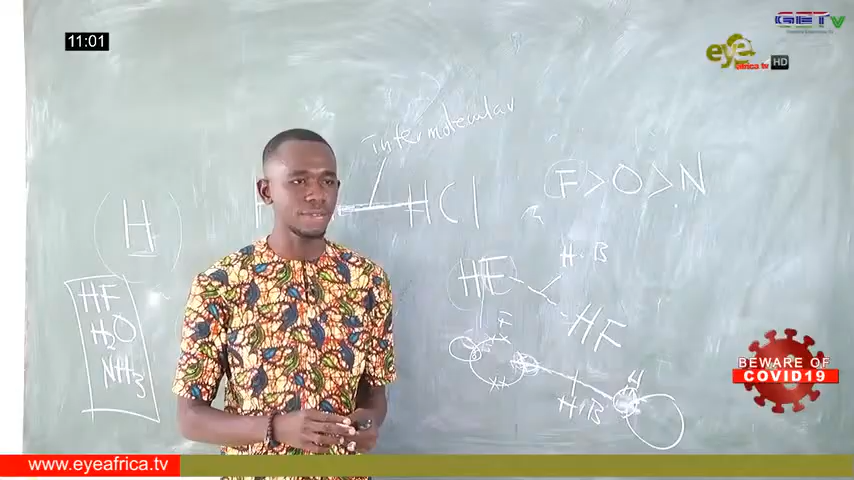 11:01
GETv
eye
africa.tv HD
intermolecular
H
HCl
F > O > N
HF
H2O
NH3
H.B
HF
HF
F
H
H.B
BEWARE OF
COVID19
www.eyeafrica.tv